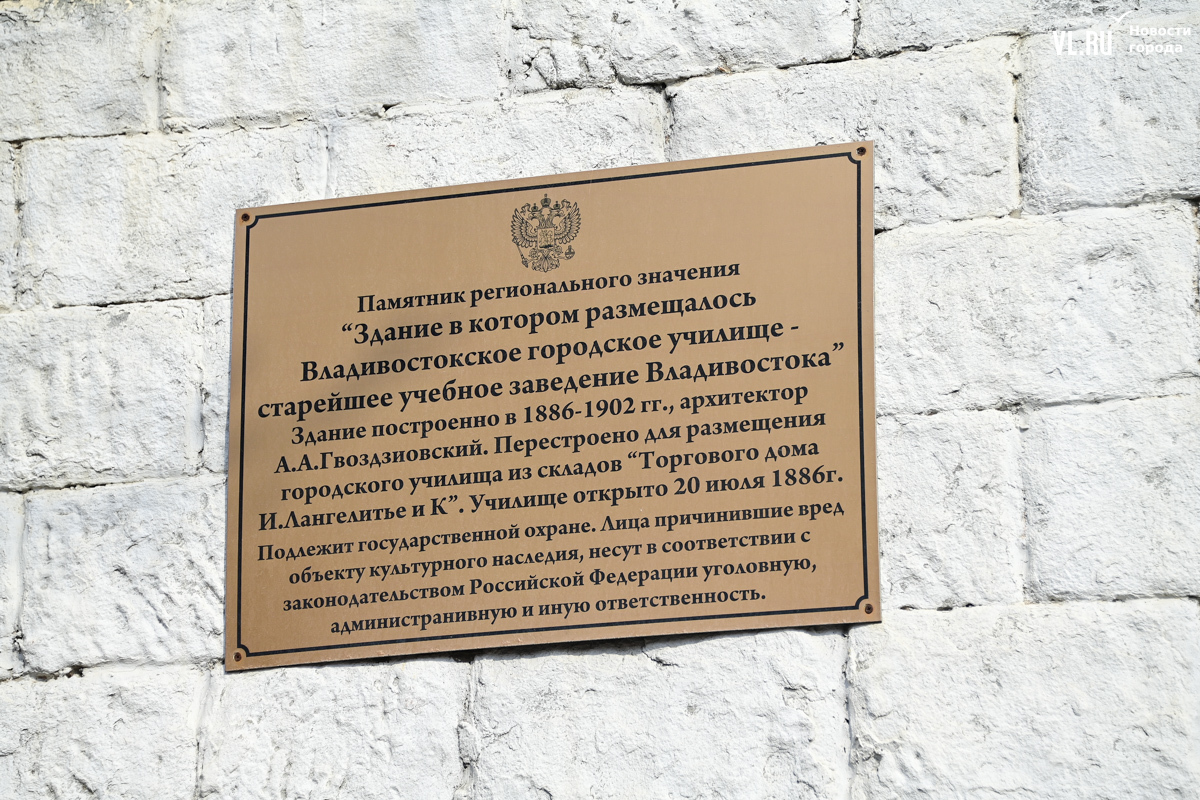 VL.RU Новости
города
Памятник регионального значения
“Здание в котором размещалось
Владивостокское городское училище -
старейшее учебное заведение Владивостока”
Здание построенно в 1886-1902 гг., архитектор
А.А.Гвоздзиовский. Перестроено для размещения
городского училища из складов “Торгового дома
И.Лангелитье и К”. Училище открыто 20 июля 1886г.
Подлежит государственной охране. Лица причинившие вред
объекту культурного наследия, несут в соответствии с
законодательством Российской Федерации уголовную,
администранивную и иную ответственность.